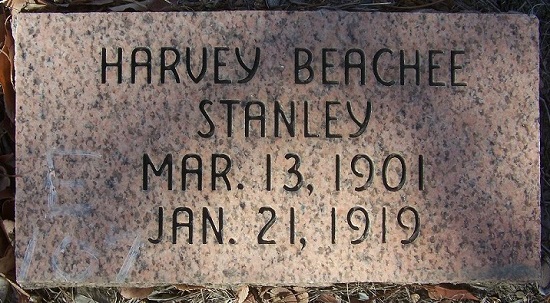 HARVEY BEACHEE
STANLEY
MAR. 13, 1901
JAN. 21, 1919